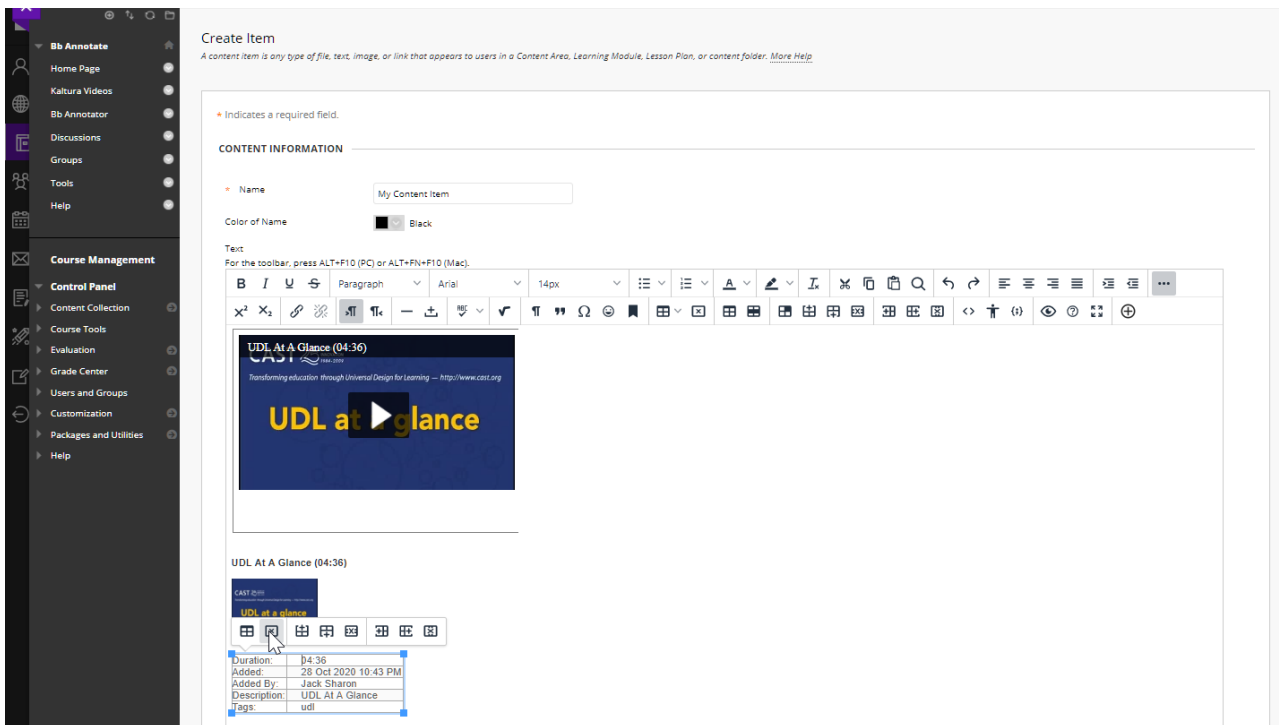 Bb Annotate
Home Page
Kaltura Videos
Bb Annotator
Discussions
Groups
Tools
Help
Course Management
Control Panel
Content Collection
Course Tools
Evaluation
Grade Center
Users and Groups
Customization
Packages and Utilities
Help
Create Item
A content item is any type of file, text, image, or link that appears to users in a Content Area, Learning Module, Lesson Plan, or content folder. More Help
* Indicates a required field.
CONTENT INFORMATION
* Name
My Content Item
Color of Name
Black
Text
For the toolbar, press ALT+F10 (PC) or ALT+FN+F10 (Mac).
B I U S Paragraph Arial 14px
UDL At A Glance (04:36)
CAST
1984-2009
Transforming education through Universal Design for Learning — http://www.cast.org
UDL at a glance
UDL At A Glance (04:36)
CAST
UDL at a glance
Duration: 04:36
Added: 28 Oct 2020 10:43 PM
Added By: Jack Sharon
Description: UDL At A Glance
Tags: udl